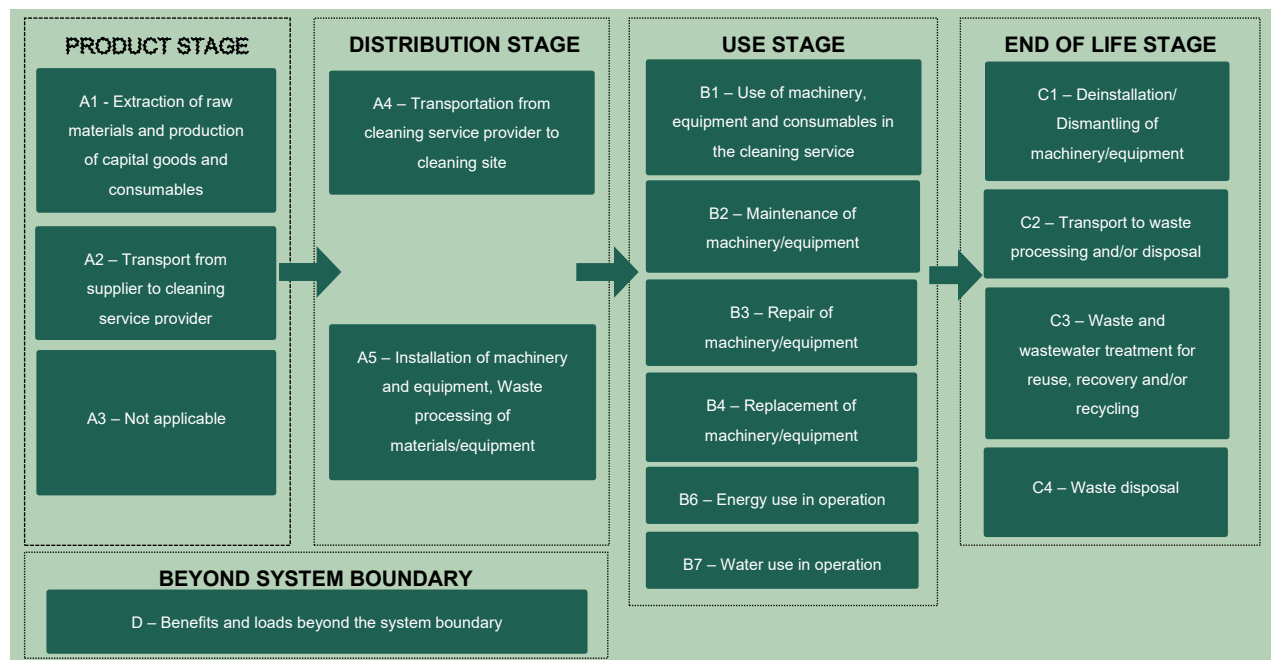 PRODUCT STAGE
A1 - Extraction of raw
materials and production
of capital goods and
consumables
A2 – Transport from
supplier to cleaning
service provider
A3 – Not applicable
DISTRIBUTION STAGE
A4 – Transportation from
cleaning service provider to
cleaning site
A5 – Installation of machinery
and equipment, Waste
processing of
materials/equipment
USE STAGE
B1 – Use of machinery,
equipment and consumables in
the cleaning service
B2 – Maintenance of
machinery/equipment
B3 – Repair of
machinery/equipment
B4 – Replacement of
machinery/equipment
B6 – Energy use in operation
B7 – Water use in operation
END OF LIFE STAGE
C1 – Deinstallation/
Dismantling of
machinery/equipment
C2 – Transport to waste
processing and/or disposal
C3 – Waste and
wastewater treatment for
reuse, recovery and/or
recycling
C4 – Waste disposal
BEYOND SYSTEM BOUNDARY
D – Benefits and loads beyond the system boundary